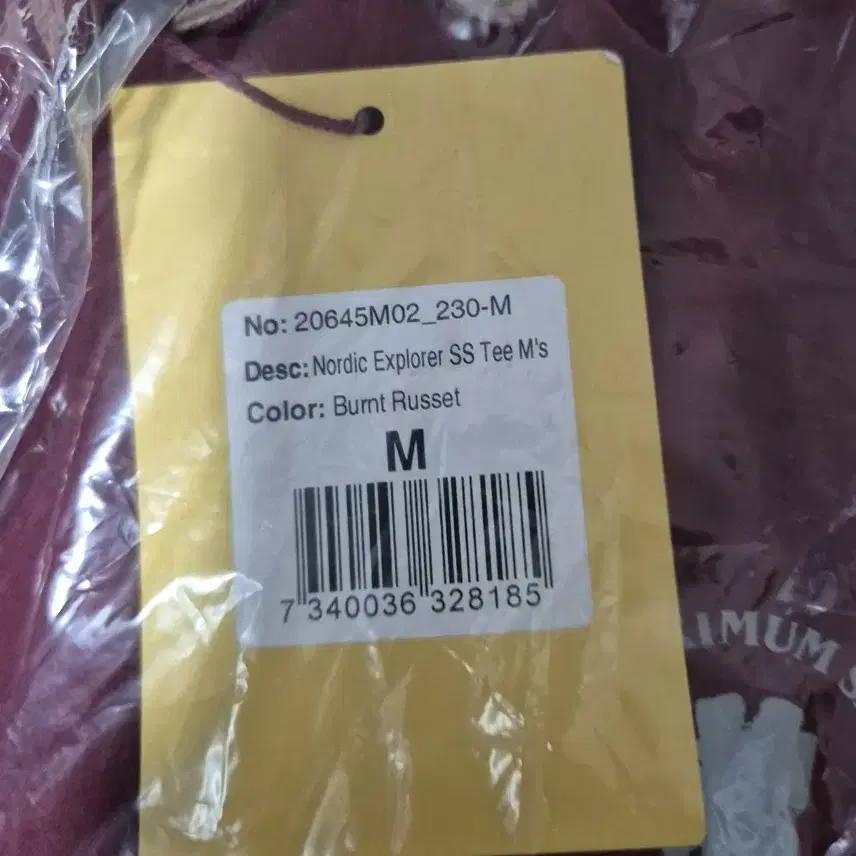 No: 20645M02_230-M
Desc: Nordic Explorer SS Tee M's
Color: Burnt Russet
M
7 340036 328185